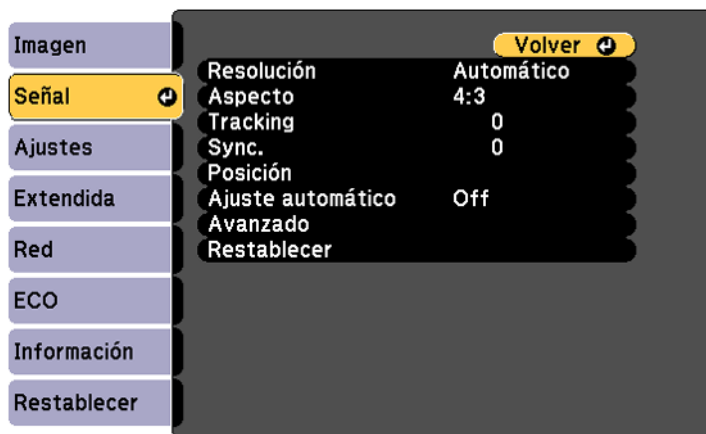 Imagen
Señal
Ajustes
Extendida
Red
ECO
Información
Restablecer
Volver
Resolución Automático
Aspecto 4:3
Tracking 0
Sync. 0
Posición
Ajuste automático Off
Avanzado
Restablecer